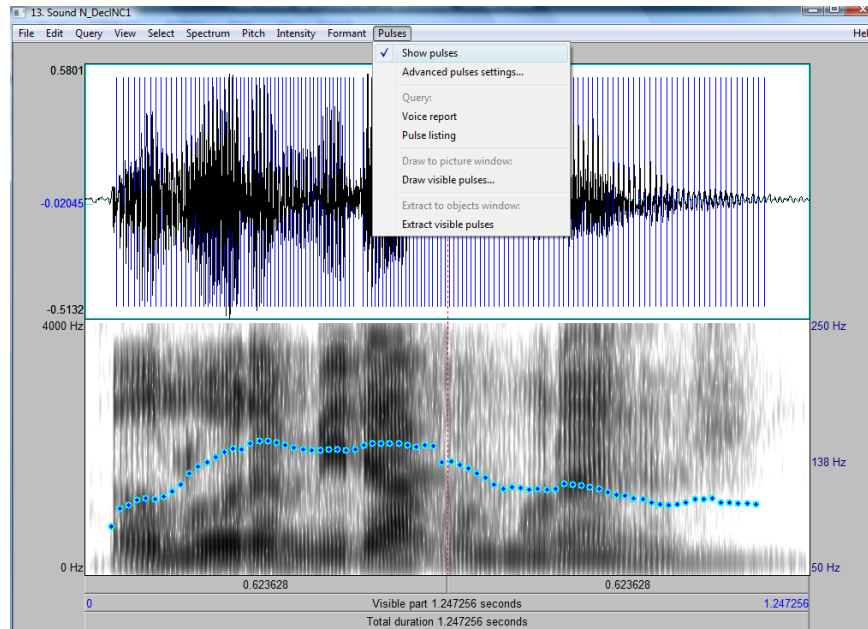 13. Sound N_DecINC1
File Edit Query View Select Spectrum Pitch Intensity Formant Pulses Hel
Show pulses
Advanced pulses settings...
Query:
Voice report
Pulse listing
Draw to picture window:
Draw visible pulses...
Extract to objects window:
Extract visible pulses
0.5801
-0.02045
-0.5132
4000 Hz
250 Hz
138 Hz
0 Hz
50 Hz
0.623628 0.623628
0 Visible part 1.247256 seconds 1.247256
Total duration 1.247256 seconds